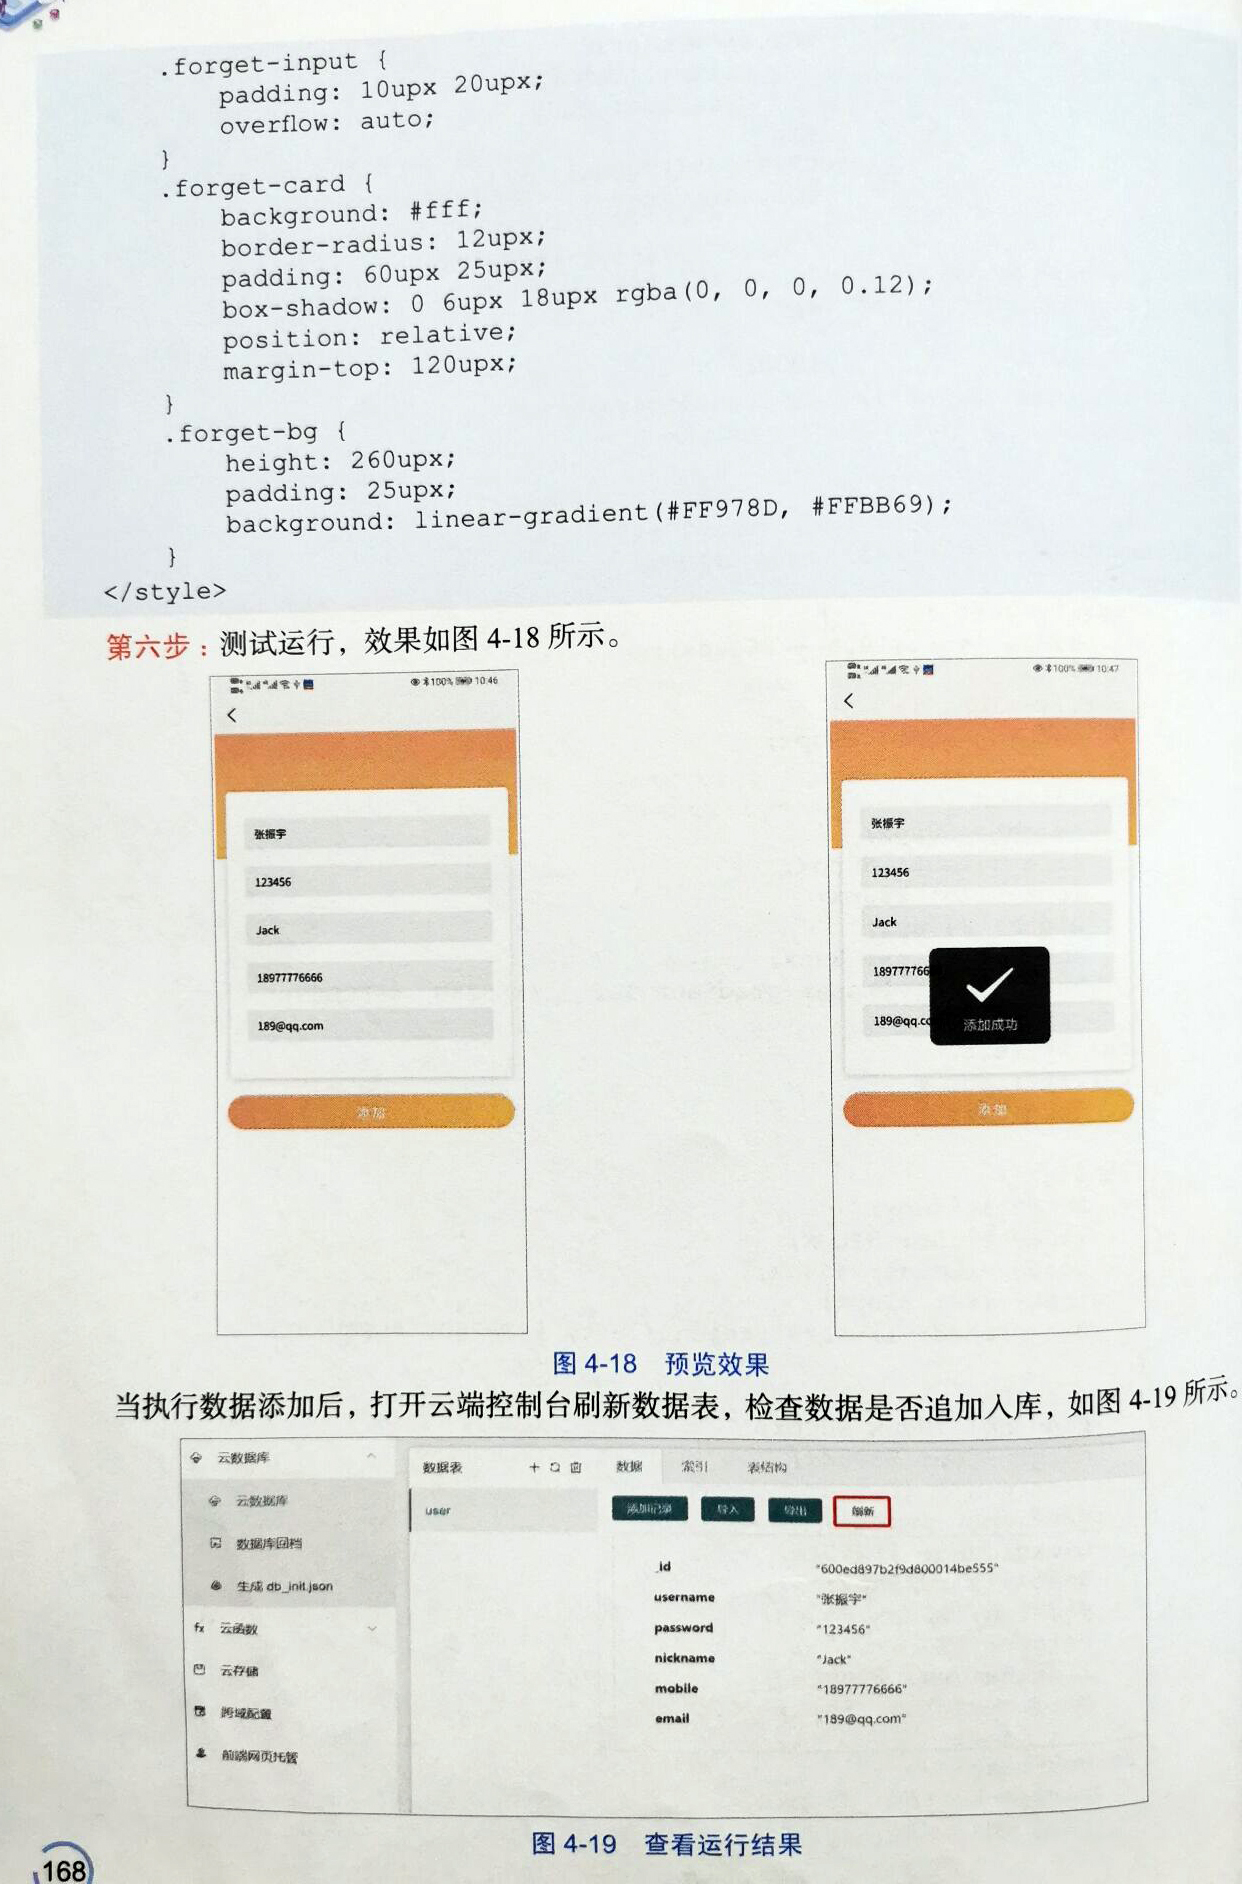 .forget-input {
padding: 10upx 20upx;
overflow: auto;
}
.forget-card {
background: #fff;
border-radius: 12upx;
padding: 60upx 25upx;
box-shadow: 0 6upx 18upx rgba(0, 0, 0, 0.12);
position: relative;
margin-top: 120upx;
}
.forget-bg {
height: 260upx;
padding: 25upx;
background: linear-gradient(#FF978D, #FFBB69);
}
</style>
第六步：测试运行，效果如图 4-18 所示。
100% 10:46
张振宇
123456
Jack
18977776666
189@qq.com
添加
100% 10:47
张振宇
123456
Jack
189777766
189@qq.co
添加成功
添加
图 4-18 预览效果
当执行数据添加后，打开云端控制台刷新数据表，检查数据是否追加入库，如图 4-19 所示。
云数据库
云数据库
数据库回档
生成 db_init.json
fx 云函数
云存储
跨域配置
前端网页托管
数据表
user
数据 索引 表结构
添加记录 导入 导出 刷新
_id "600ed897b2f9d800014be555"
username "张振宇"
password "123456"
nickname "Jack"
mobile "18977776666"
email "189@qq.com"
图 4-19 查看运行结果
168